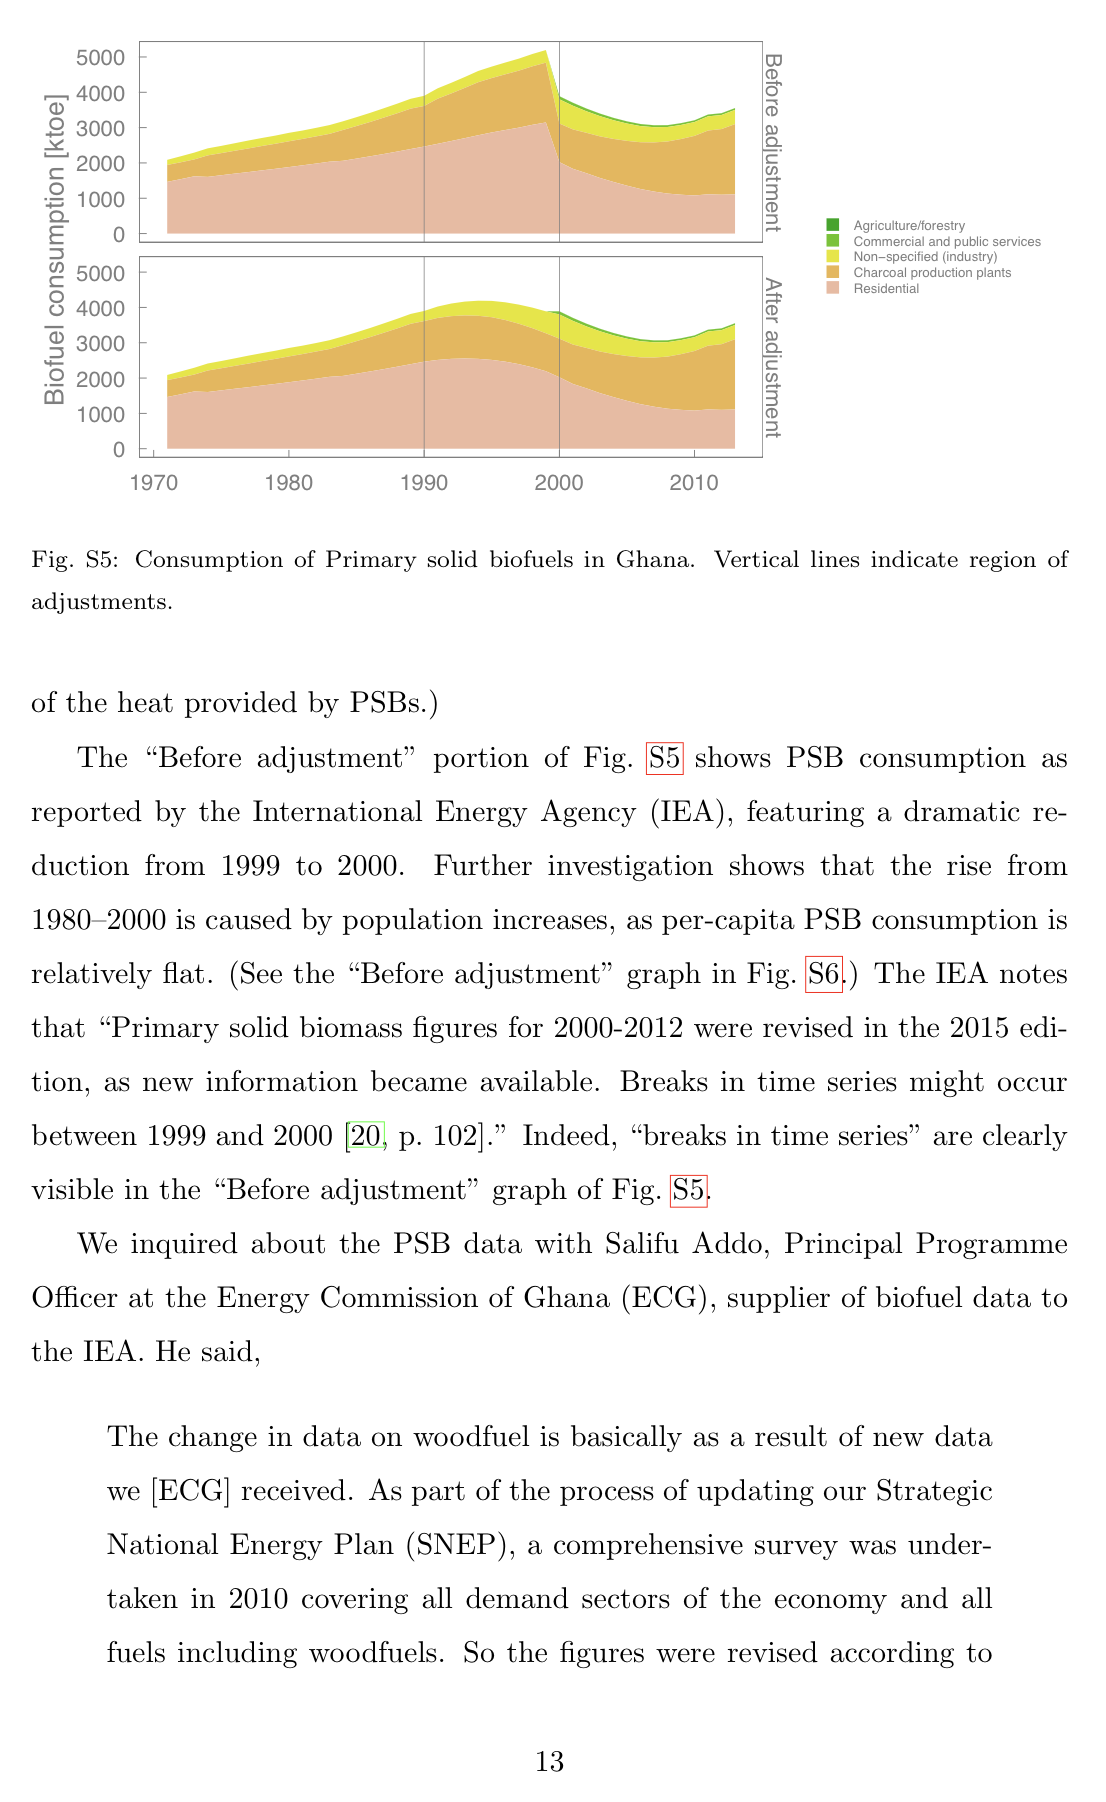 5000
4000
3000
2000
1000
0
Before adjustment
5000
4000
3000
2000
1000
0
After adjustment
Biofuel consumption [ktoe]
1970 1980 1990 2000 2010
Agriculture/forestry
Commercial and public services
Non−specified (industry)
Charcoal production plants
Residential
Fig. S5: Consumption of Primary solid biofuels in Ghana. Vertical lines indicate region of
adjustments.
of the heat provided by PSBs.)
The “Before adjustment” portion of Fig. S5 shows PSB consumption as
reported by the International Energy Agency (IEA), featuring a dramatic re-
duction from 1999 to 2000. Further investigation shows that the rise from
1980–2000 is caused by population increases, as per-capita PSB consumption is
relatively flat. (See the “Before adjustment” graph in Fig. S6.) The IEA notes
that “Primary solid biomass figures for 2000-2012 were revised in the 2015 edi-
tion, as new information became available. Breaks in time series might occur
between 1999 and 2000 [20, p. 102].” Indeed, “breaks in time series” are clearly
visible in the “Before adjustment” graph of Fig. S5.
We inquired about the PSB data with Salifu Addo, Principal Programme
Officer at the Energy Commission of Ghana (ECG), supplier of biofuel data to
the IEA. He said,
The change in data on woodfuel is basically as a result of new data
we [ECG] received. As part of the process of updating our Strategic
National Energy Plan (SNEP), a comprehensive survey was under-
taken in 2010 covering all demand sectors of the economy and all
fuels including woodfuels. So the figures were revised according to
13